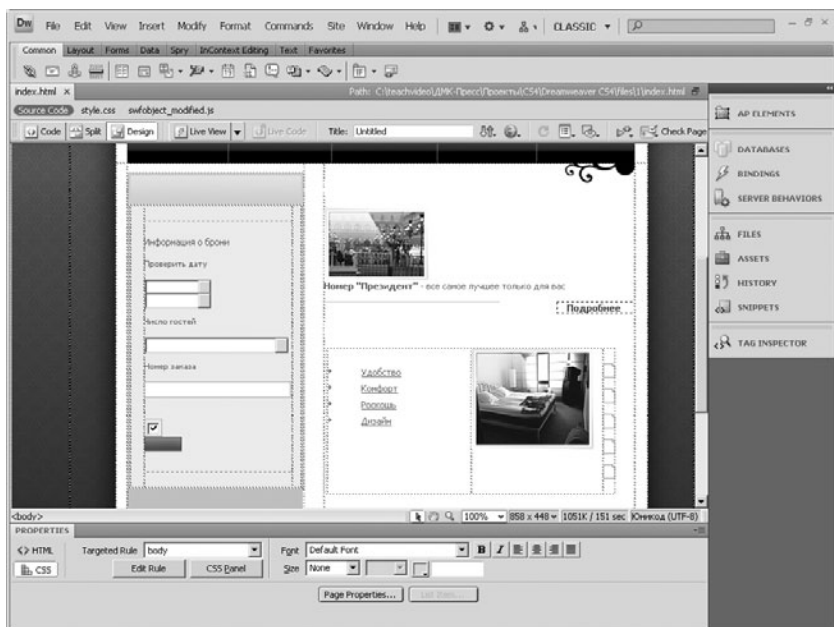 Dw File Edit View Insert Modify Format Commands Site Window Help CLASSIC
Common Layout Forms Data Spry InContext Editing Text Favorites
index.html × Path: C:\teachvideo\ДМК-Пресс\Проекты\CS4\Dreamweaver CS4\files\1\index.html
Source Code style.css swfobject_modified.js
Code Split Design Live View Live Code Title: Untitled Check Page
AP ELEMENTS
DATABASES
BINDINGS
SERVER BEHAVIORS
FILES
ASSETS
HISTORY
SNIPPETS
TAG INSPECTOR
Информация о брони
Проверить дату
Число гостей
Номер заказа
Номер "Президент" - все самое лучшее только для вас
Подробнее
Удобство
Комфорт
Роскошь
Дизайн
<body> 100% 858 x 448 1051K / 151 sec Юникод (UTF-8)
PROPERTIES
HTML Targeted Rule body Font Default Font B I
CSS Edit Rule CSS Panel Size None
Page Properties... List Item...